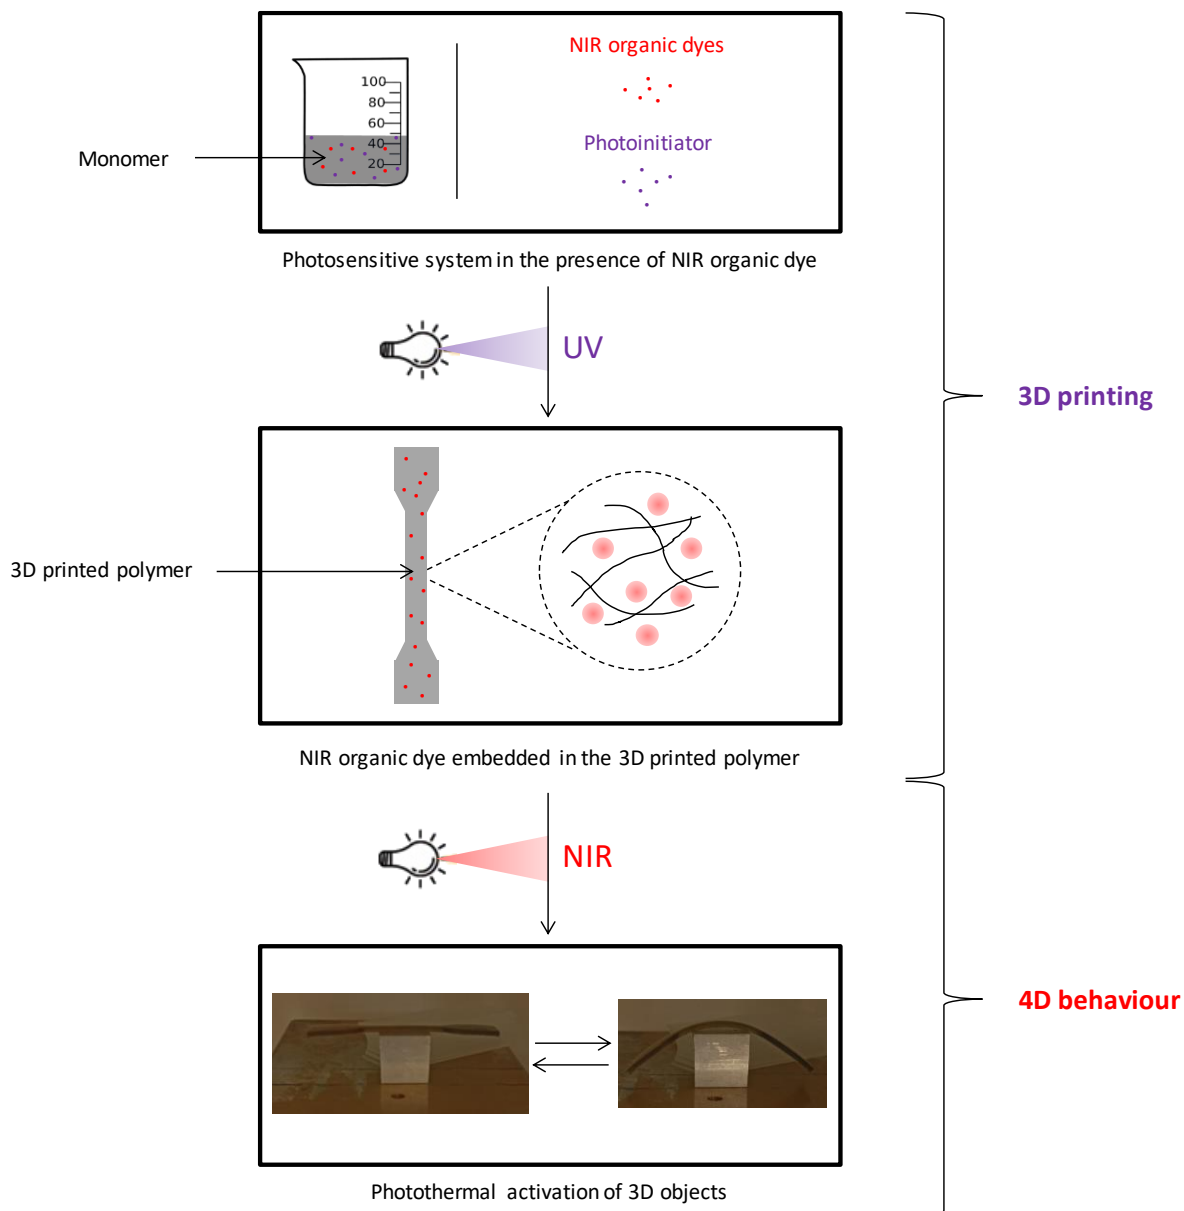 NIR organic dyes
100
80
60
40
20
Photoinitiator
Monomer
Photosensitive system in the presence of NIR organic dye
UV
3D printing
3D printed polymer
NIR organic dye embedded in the 3D printed polymer
NIR
4D behaviour
Photothermal activation of 3D objects